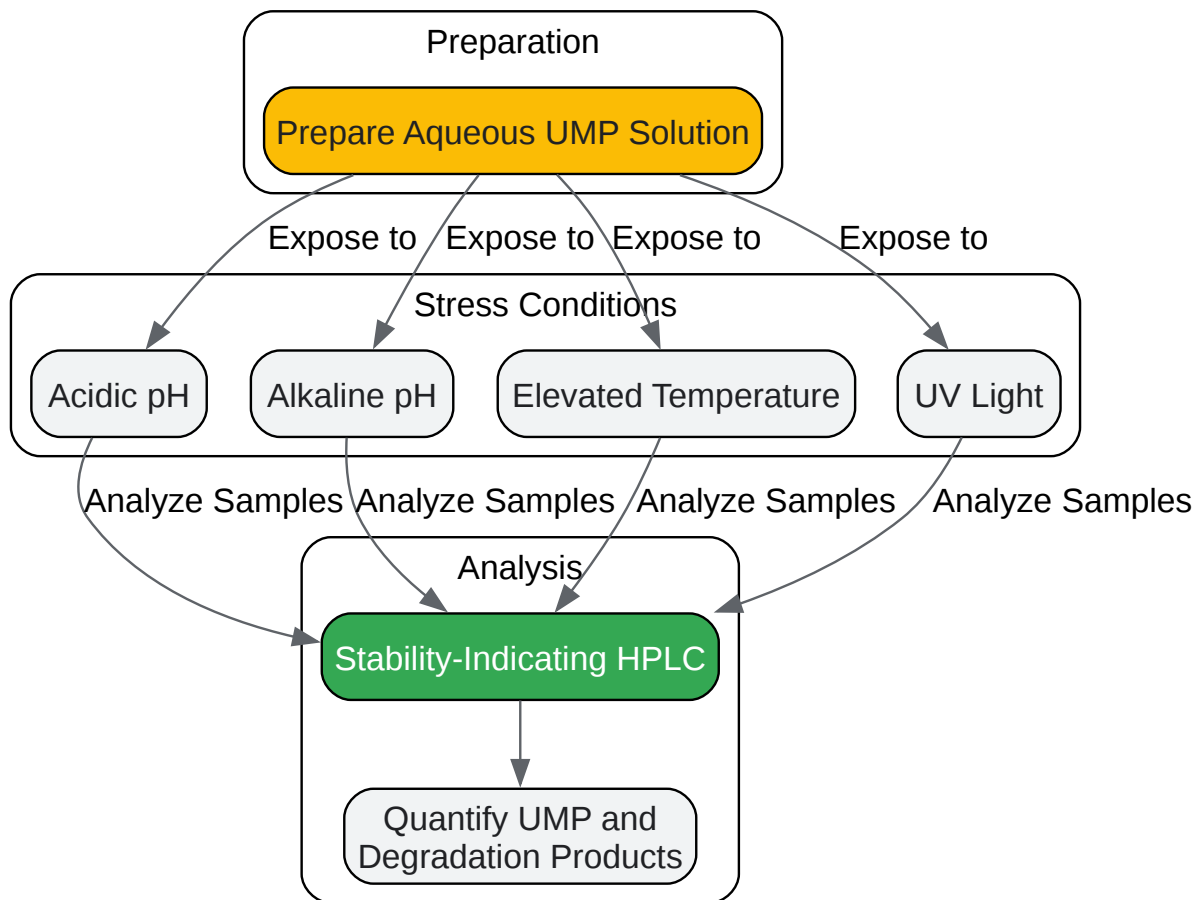 Preparation
Prepare Aqueous UMP Solution
Expose to
Expose to
Expose to
Expose to
Stress Conditions
Acidic pH
Alkaline pH
Elevated Temperature
UV Light
Analyze Samples
Analyze Samples
Analyze Samples
Analyze Samples
Analysis
Stability-Indicating HPLC
Quantify UMP and
Degradation Products